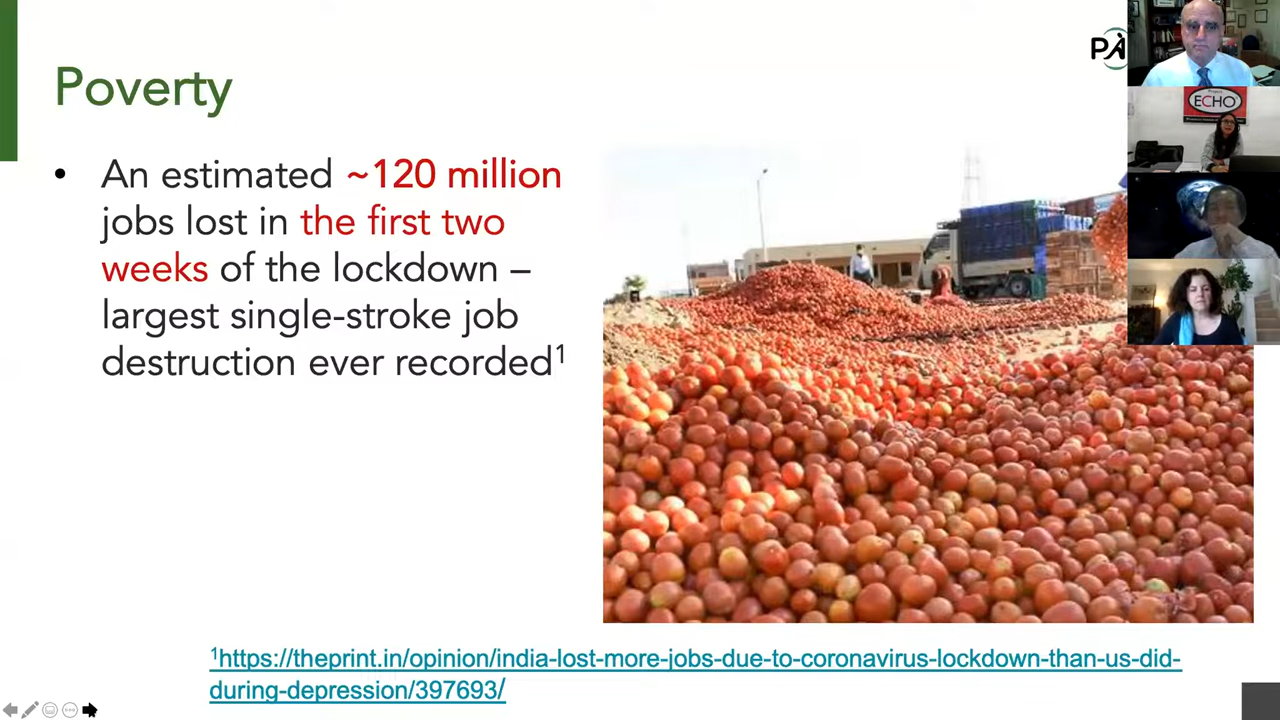 Poverty
• An estimated ~120 million
jobs lost in the first two
weeks of the lockdown –
largest single-stroke job
destruction ever recorded¹
¹https://theprint.in/opinion/india-lost-more-jobs-due-to-coronavirus-lockdown-than-us-did-
during-depression/397693/
ECHO